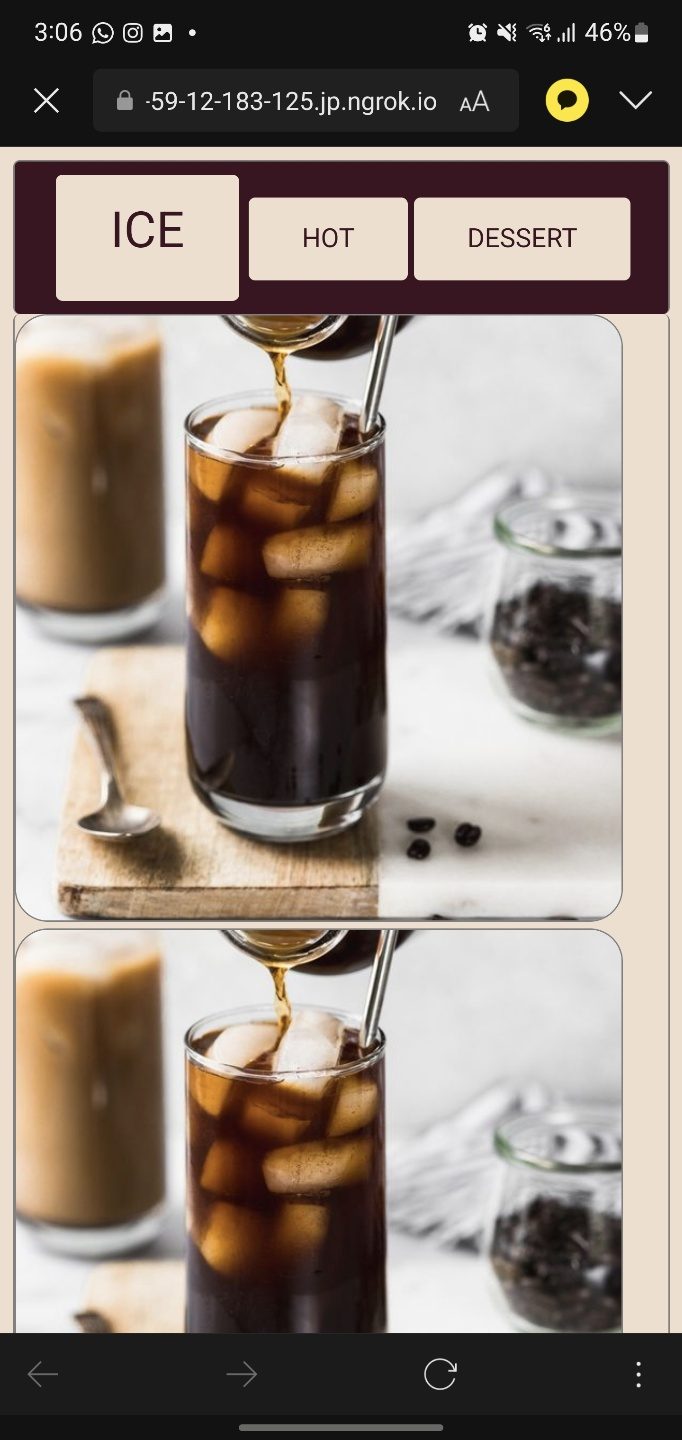 3:06 46%
-59-12-183-125.jp.ngrok.io AA
ICE HOT DESSERT